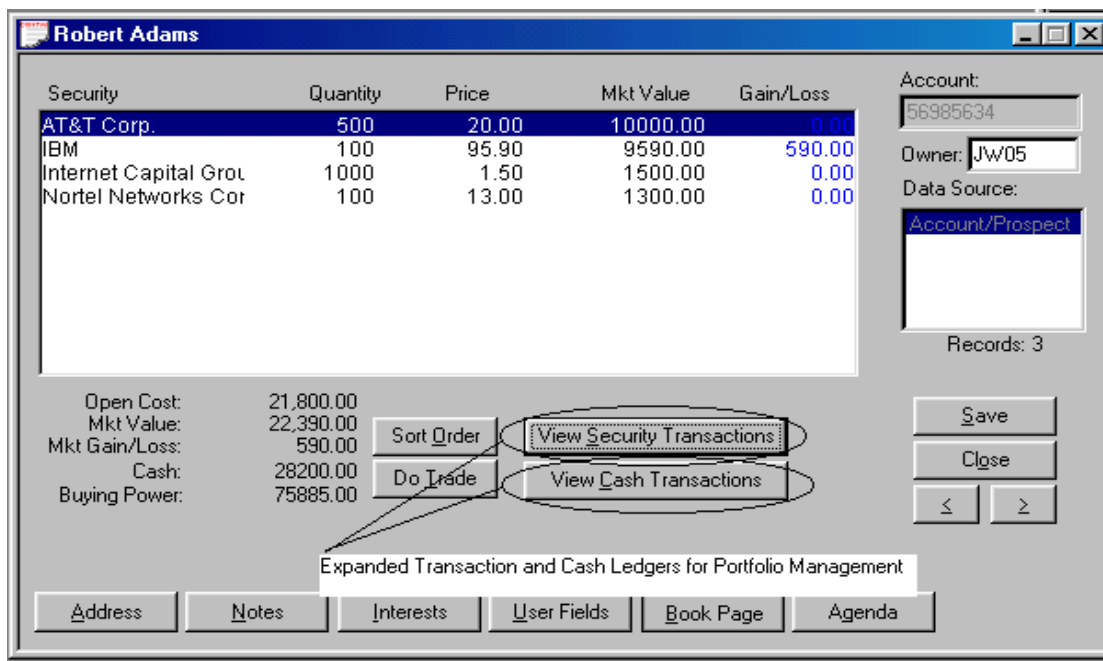 Robert Adams
Security Quantity Price Mkt Value Gain/Loss
AT&T Corp. 500 20.00 10000.00 0.00
IBM 100 95.90 9590.00 590.00
Internet Capital Grou 1000 1.50 1500.00 0.00
Nortel Networks Cor 100 13.00 1300.00 0.00
Account:
56985634
Owner: JW05
Data Source:
Account/Prospect
Records: 3
Open Cost: 21,800.00
Mkt Value: 22,390.00
Mkt Gain/Loss: 590.00
Cash: 28200.00
Buying Power: 75885.00
Sort Order
View Security Transactions
Do Trade
View Cash Transactions
Save
Close
< >
Expanded Transaction and Cash Ledgers for Portfolio Management
Address Notes Interests User Fields Book Page Agenda